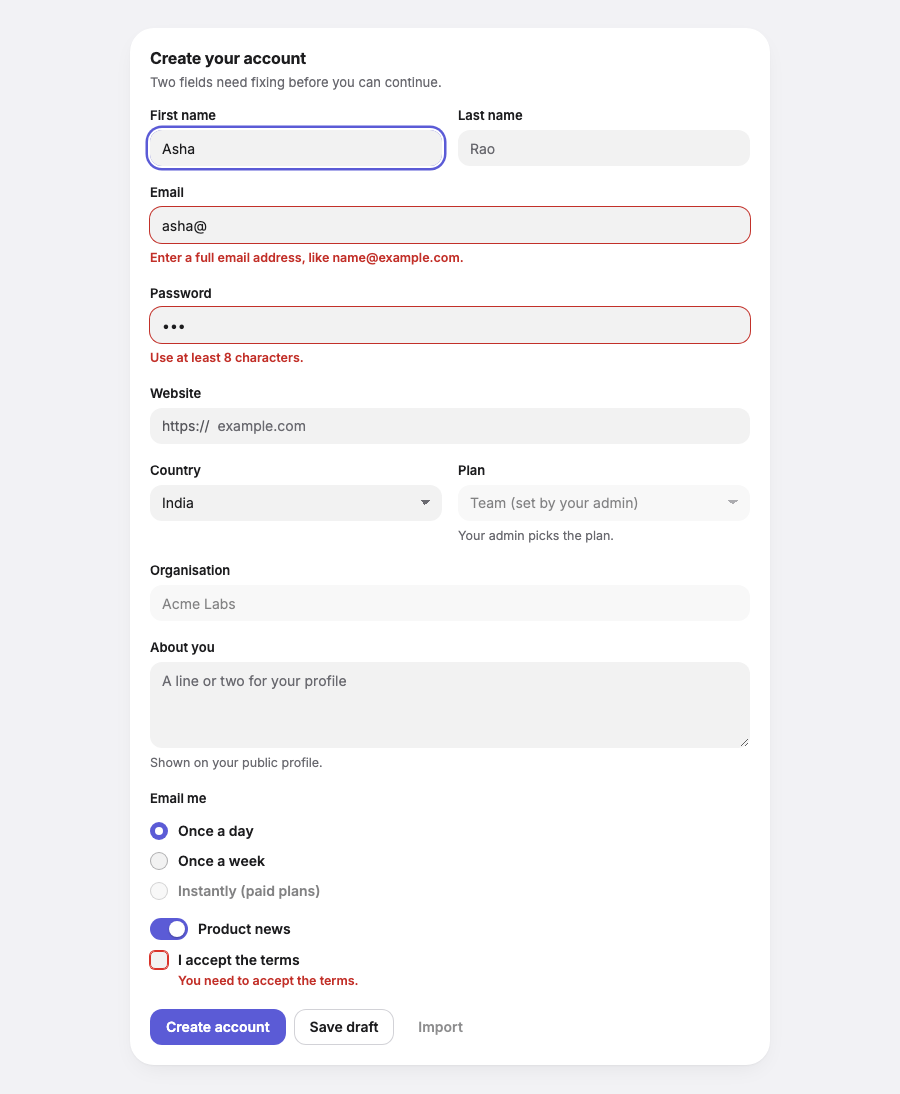 Create your account
Two fields need fixing before you can continue.
First name
Last name
Asha
Rao
Email
asha@
Enter a full email address, like name@example.com.
Password
•••
Use at least 8 characters.
Website
https:// example.com
Country
Plan
India
Team (set by your admin)
Your admin picks the plan.
Organisation
Acme Labs
About you
A line or two for your profile
Shown on your public profile.
Email me
Once a day
Once a week
Instantly (paid plans)
Product news
I accept the terms
You need to accept the terms.
Create account
Save draft
Import